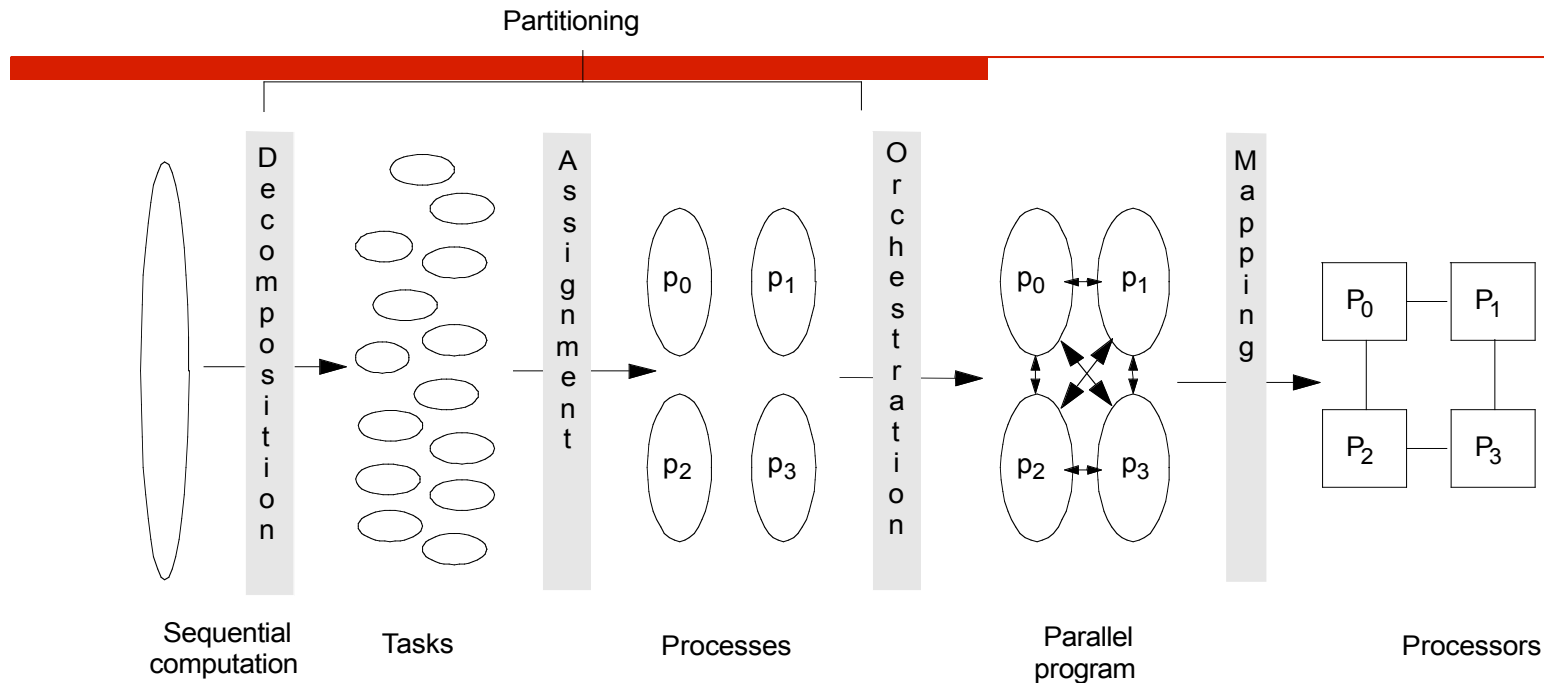 Partitioning
Decomposition
Assignment
Orchestration
Mapping
p0
p1
p2
p3
p0
p1
p2
p3
P0
P1
P2
P3
Sequential
computation
Tasks
Processes
Parallel
program
Processors